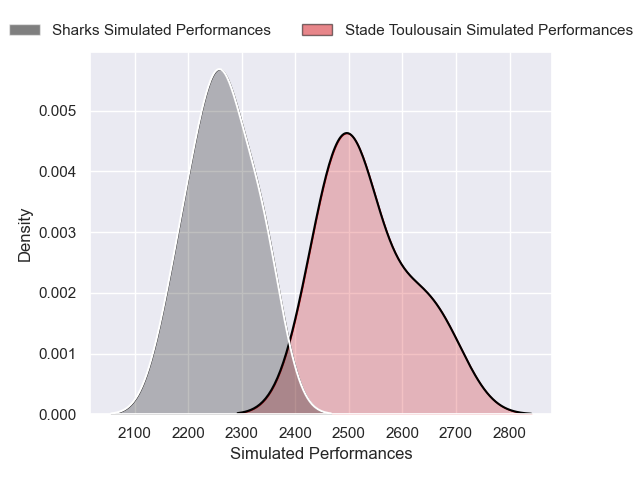 Sharks Simulated Performances
Stade Toulousain Simulated Performances
0.005
0.004
0.003
0.002
0.001
0.000
Density
2100 2200 2300 2400 2500 2600 2700 2800
Simulated Performances